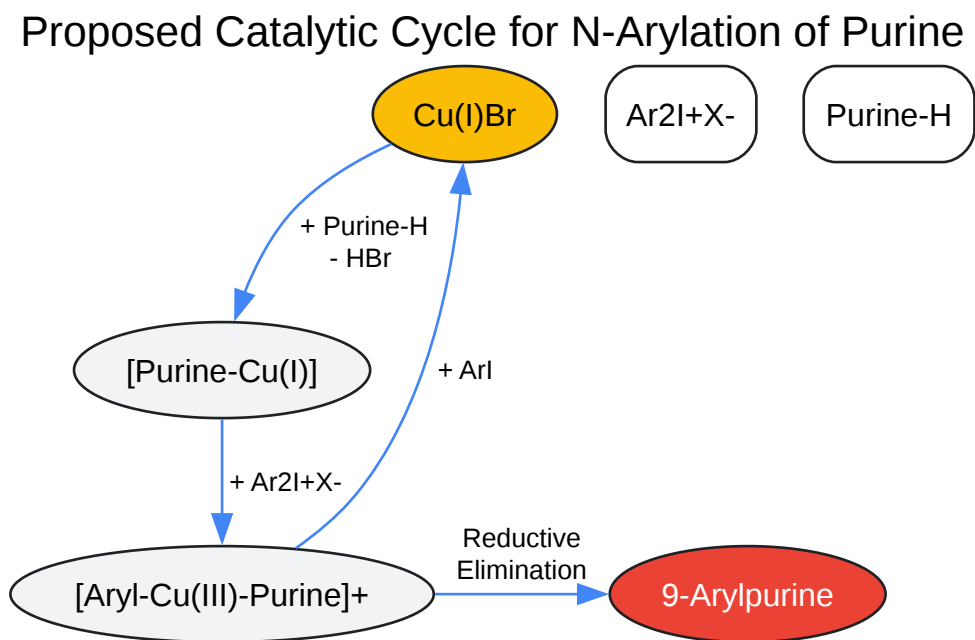 Proposed Catalytic Cycle for N-Arylation of Purine
Cu(I)Br
Ar2I+X-
Purine-H
+ Purine-H
- HBr
[Purine-Cu(I)]
+ ArI
+ Ar2I+X-
[Aryl-Cu(III)-Purine]+
Reductive
Elimination
9-Arylpurine